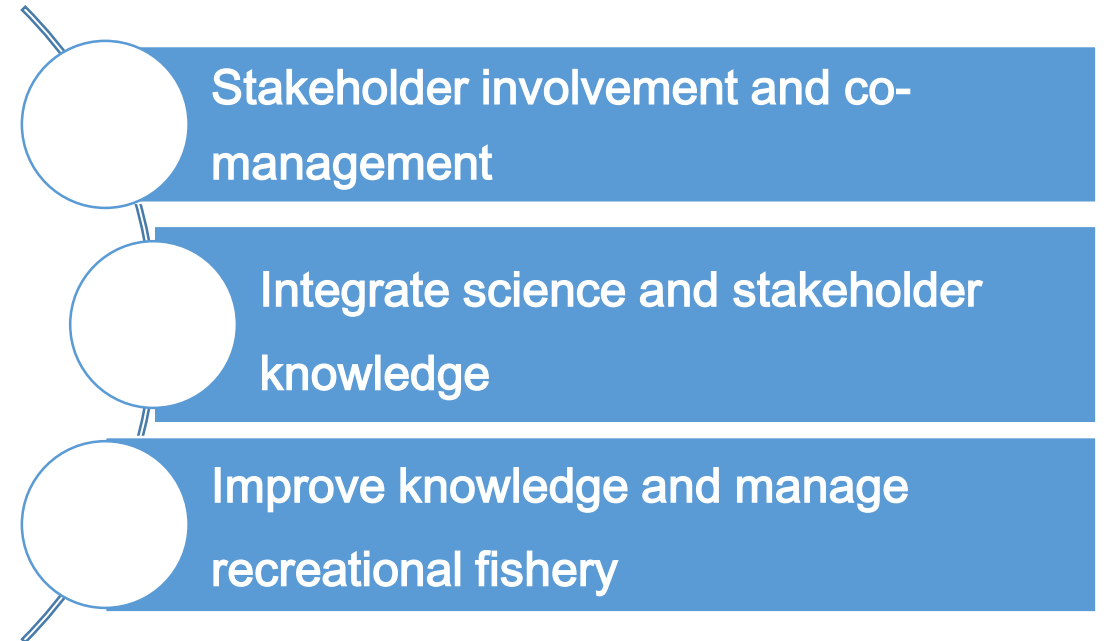 Stakeholder involvement and co-
management
Integrate science and stakeholder
knowledge
Improve knowledge and manage
recreational fishery